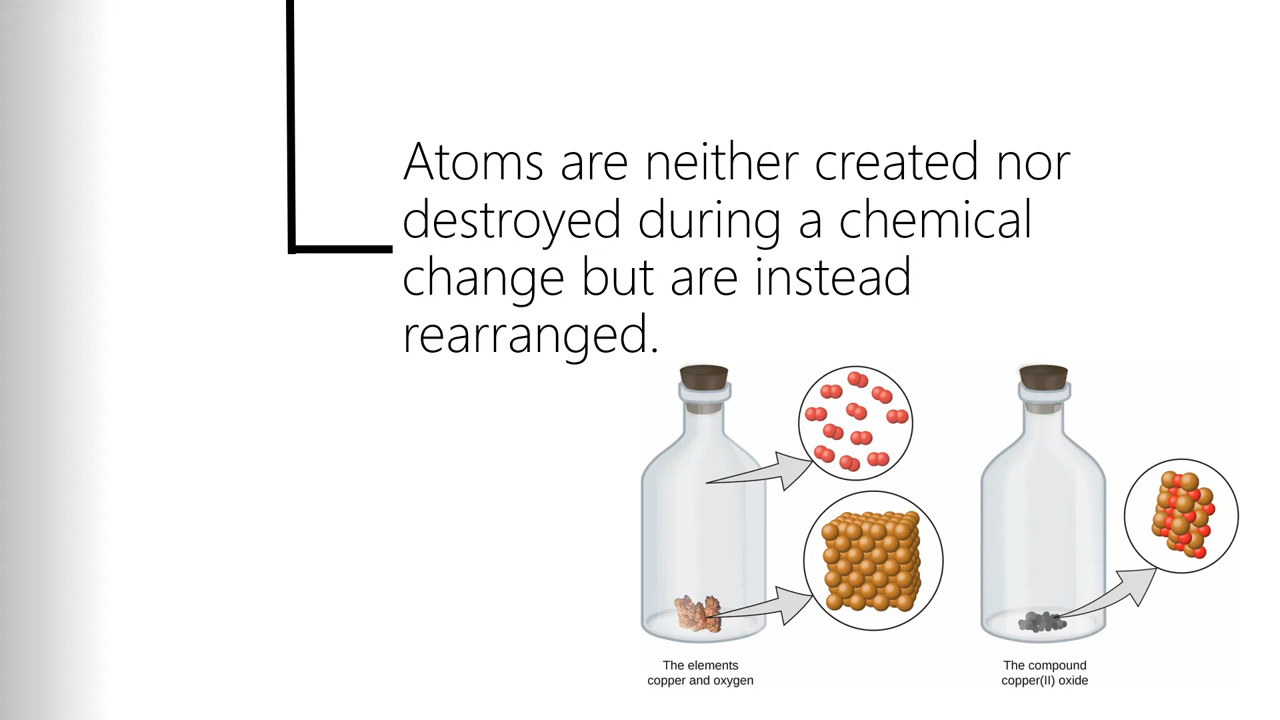 Atoms are neither created nor
destroyed during a chemical
change but are instead
rearranged.
The elements
copper and oxygen
The compound
copper(II) oxide